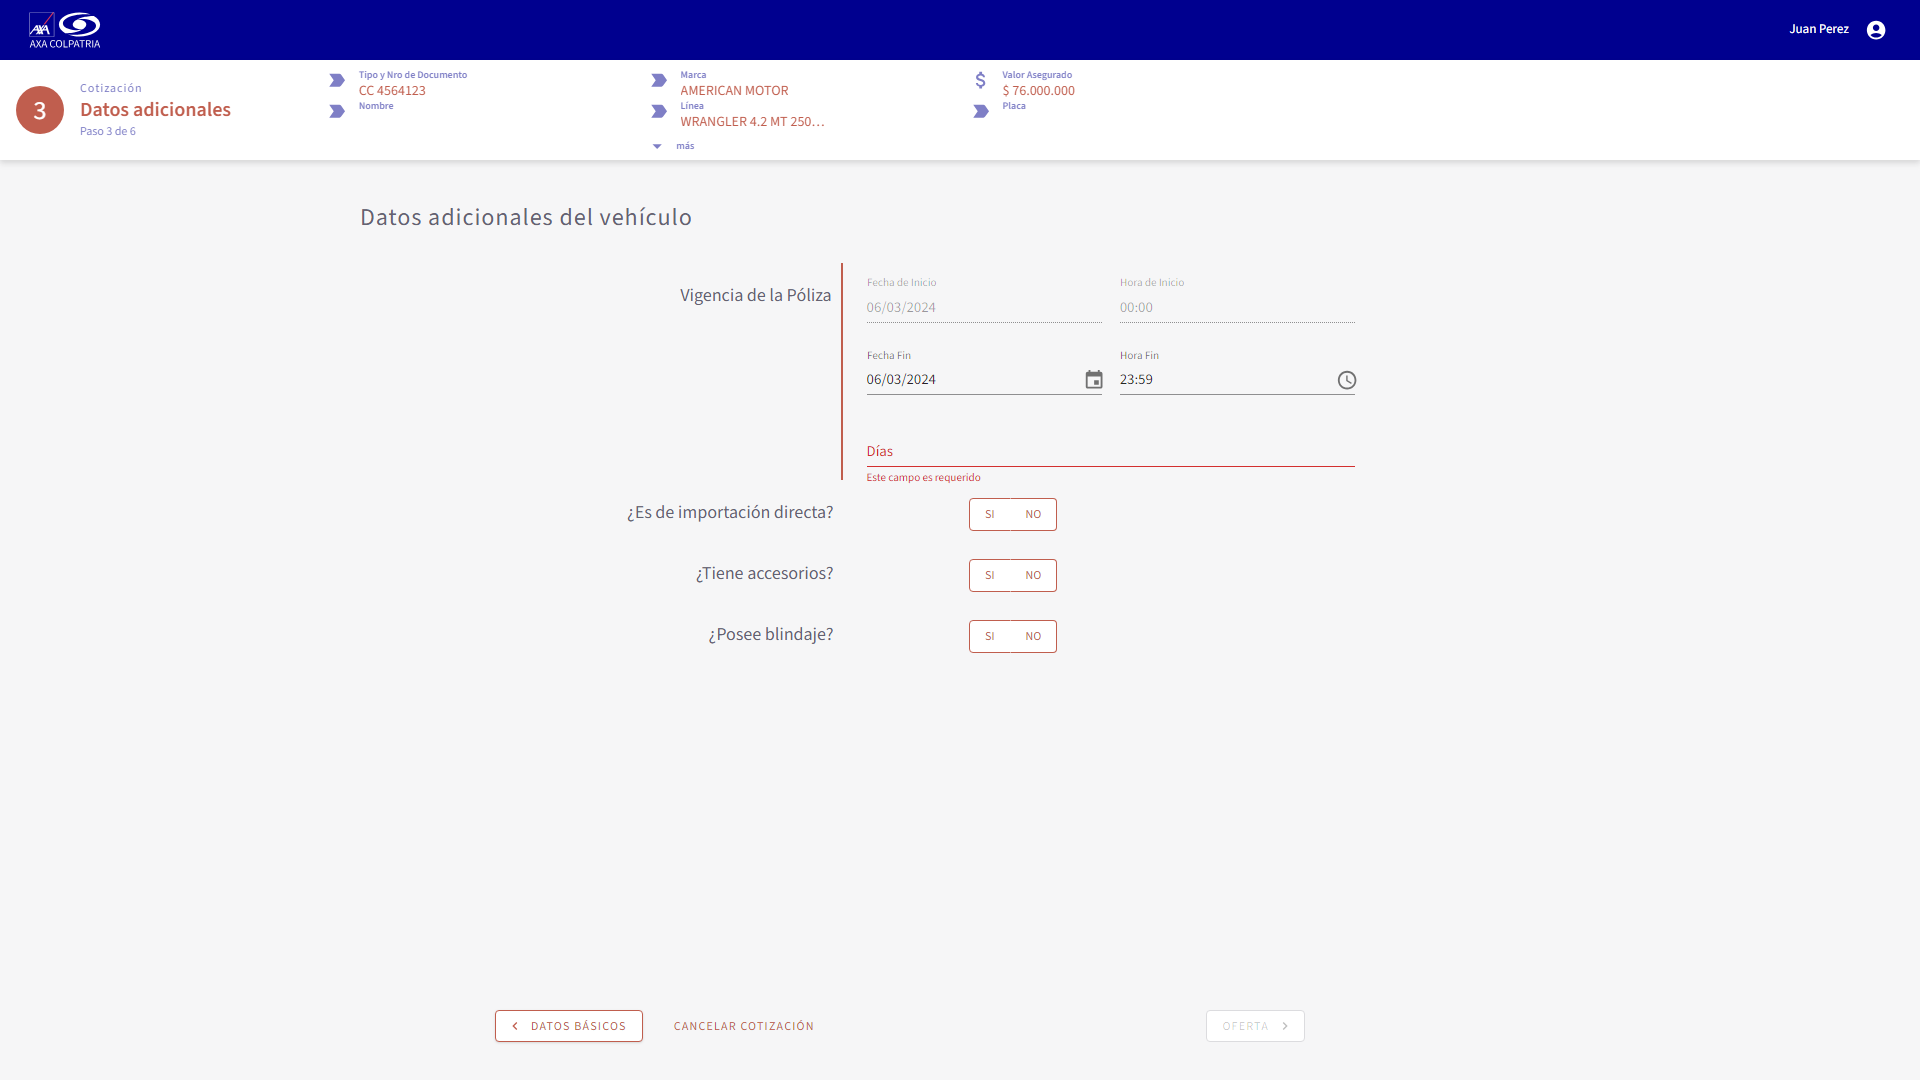 AXA
AXA COLPATRIA
Juan Perez
3
Cotización
Datos adicionales
Paso 3 de 6
Tipo y Nro de Documento
CC 4564123
Nombre
Marca
AMERICAN MOTOR
Línea
WRANGLER 4.2 MT 250...
más
$
Valor Asegurado
$ 76.000.000
Placa
Datos adicionales del vehículo
Vigencia de la Póliza
Fecha de Inicio
06/03/2024
Hora de Inicio
00:00
Fecha Fin
06/03/2024
Hora Fin
23:59
Días
Este campo es requerido
¿Es de importación directa?
SI NO
¿Tiene accesorios?
SI NO
¿Posee blindaje?
SI NO
DATOS BÁSICOS
CANCELAR COTIZACIÓN
OFERTA